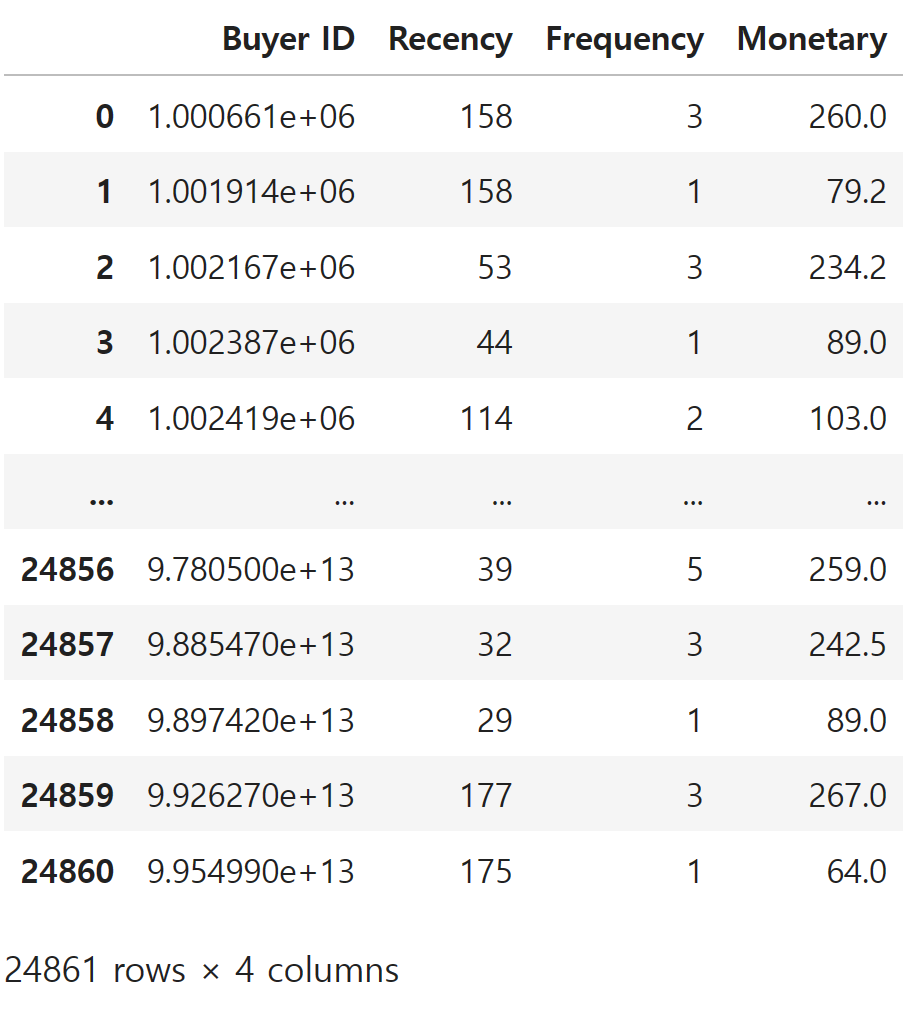 Buyer ID Recency Frequency Monetary
0 1.000661e+06 158 3 260.0
1 1.001914e+06 158 1 79.2
2 1.002167e+06 53 3 234.2
3 1.002387e+06 44 1 89.0
4 1.002419e+06 114 2 103.0
... ... ... ... ...
24856 9.780500e+13 39 5 259.0
24857 9.885470e+13 32 3 242.5
24858 9.897420e+13 29 1 89.0
24859 9.926270e+13 177 3 267.0
24860 9.954990e+13 175 1 64.0
24861 rows × 4 columns